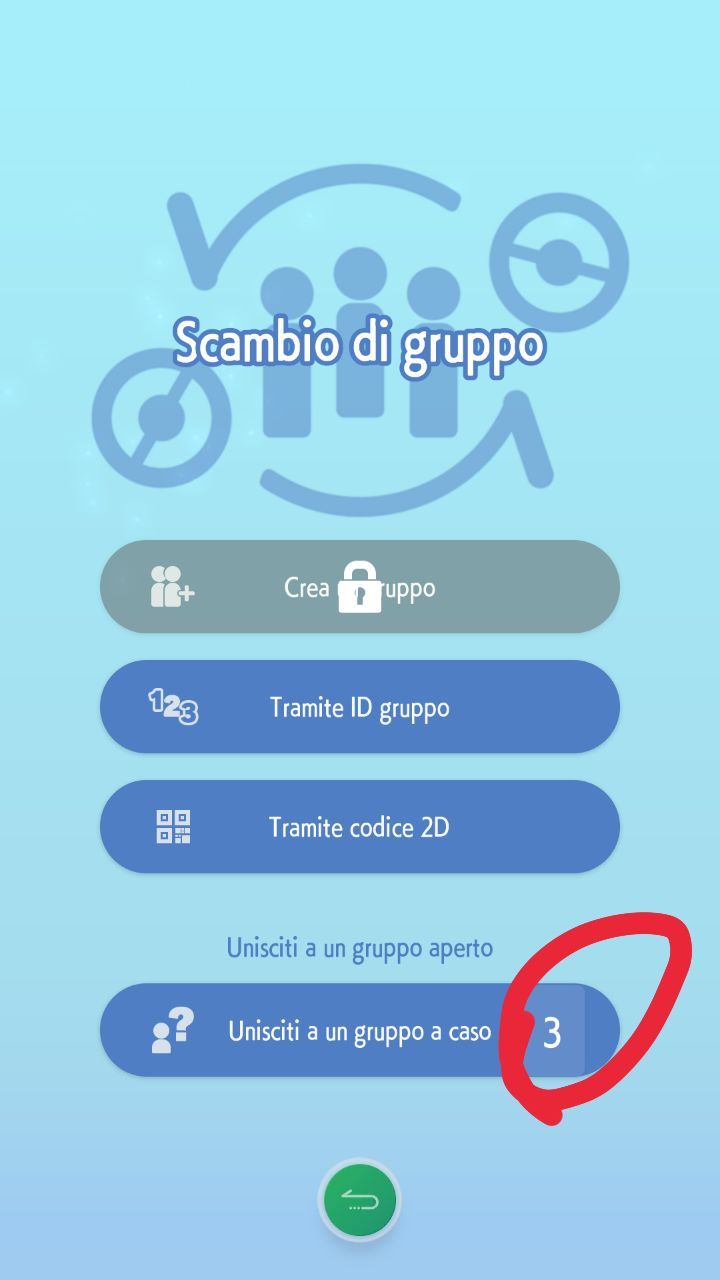 Scambio di gruppo
Crea ruppo
123
Tramite ID gruppo
Tramite codice 2D
Unisciti a un gruppo aperto
Unisciti a un gruppo a caso 3